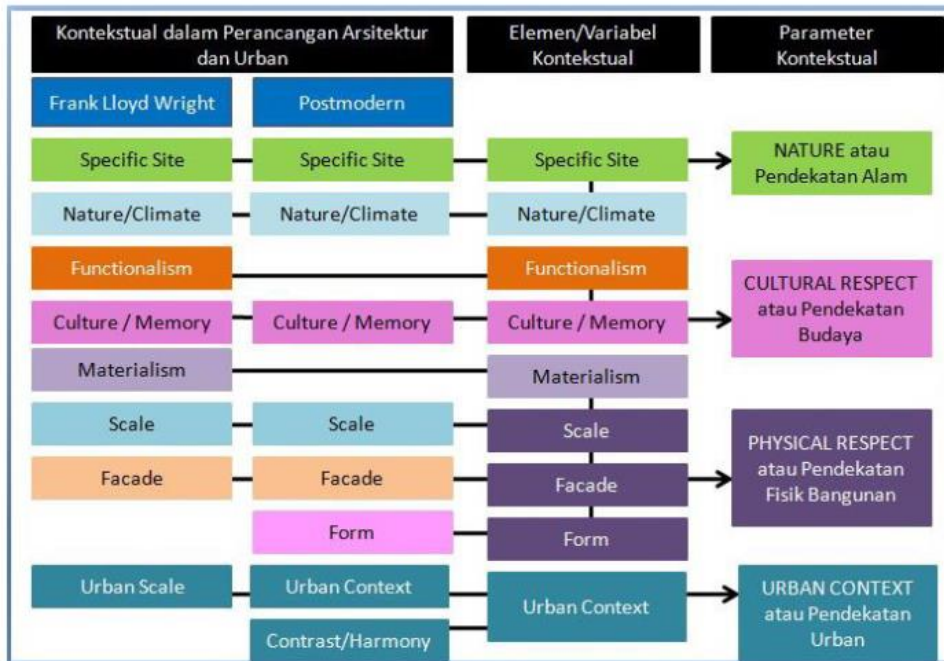 Kontekstual dalam Perancangan Arsitektur
dan Urban
Elemen/Variabel
Kontekstual
Parameter
Kontekstual
Frank Lloyd Wright
Postmodern
Specific Site
Specific Site
Specific Site
NATURE atau
Pendekatan Alam
Nature/Climate
Nature/Climate
Nature/Climate
Functionalism
Functionalism
Culture / Memory
Culture / Memory
Culture / Memory
CULTURAL RESPECT
atau Pendekatan
Budaya
Materialism
Materialism
Scale
Scale
Scale
Facade
Facade
Facade
PHYSICAL RESPECT
atau Pendekatan
Fisik Bangunan
Form
Form
Urban Scale
Urban Context
Urban Context
URBAN CONTEXT
atau Pendekatan
Urban
Contrast/Harmony